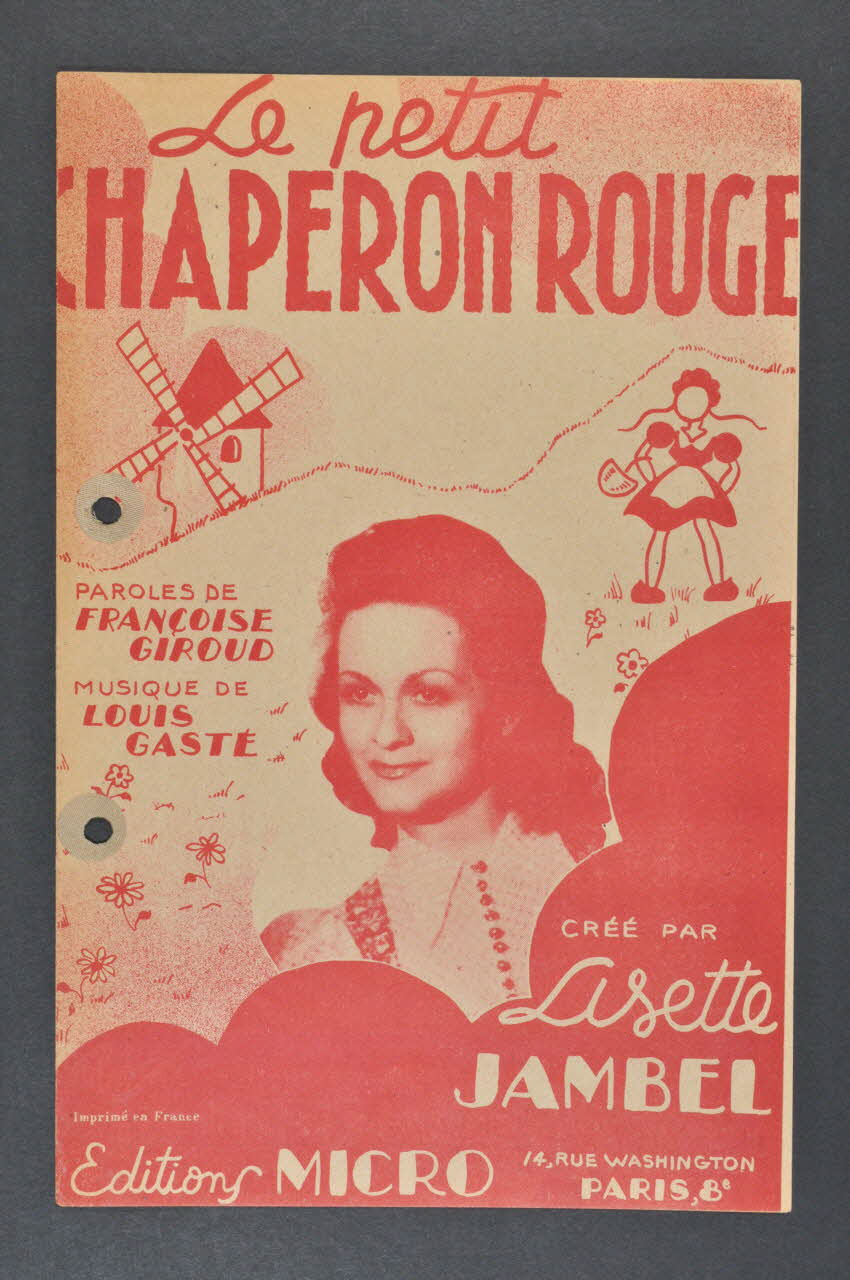 Le petit
CHAPERON ROUGE
PAROLES DE
FRANÇOISE
GIROUD
MUSIQUE DE
LOUIS
GASTÉ
CRÉÉ PAR
Lisette
JAMBEL
Imprimé en France
Editions MICRO
14, RUE WASHINGTON
PARIS, 8e